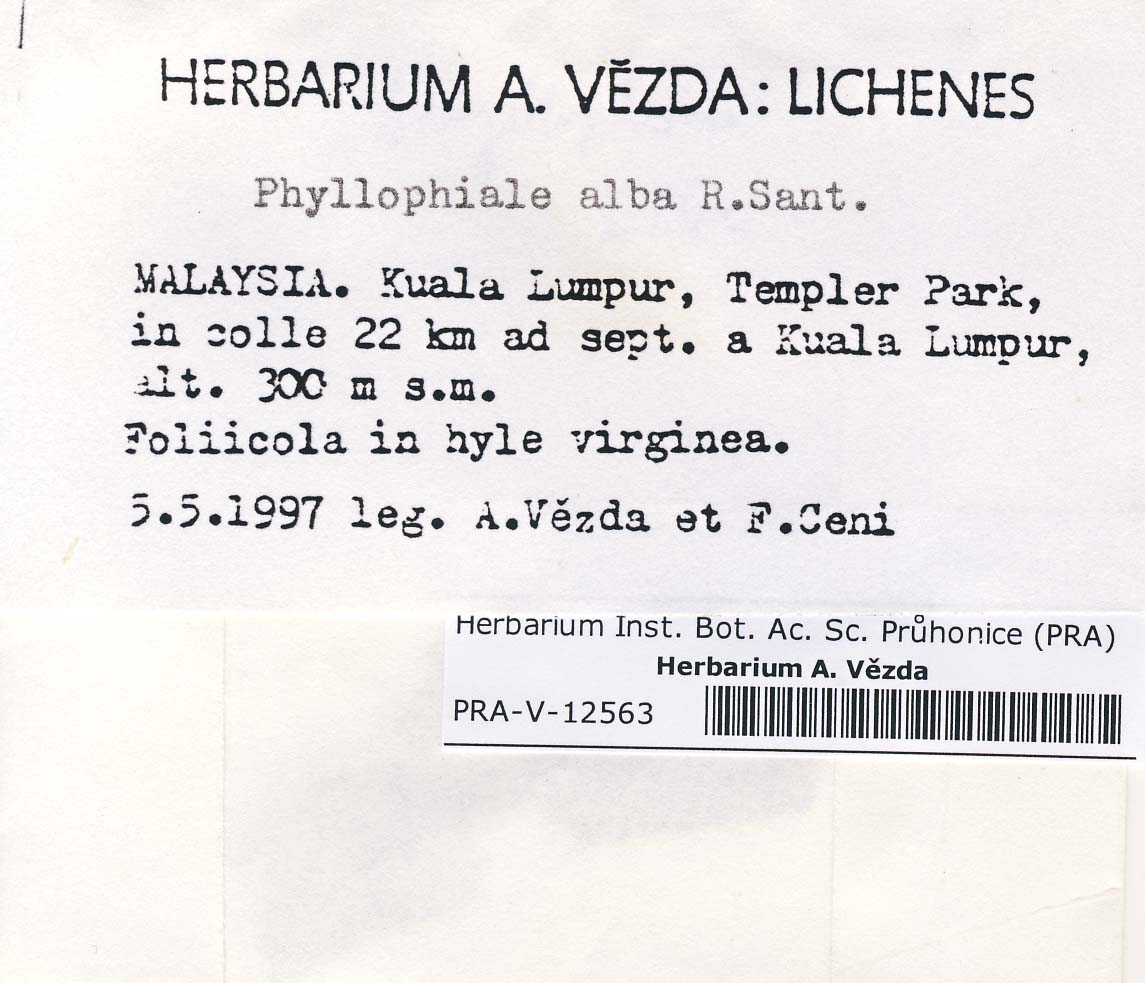 HERBARIUM A. VĚZDA: LICHENES
Phyllophiale alba R.Sant.
MALAYSIA. Kuala Lumpur, Templer Park,
in colle 22 km ad sept. a Kuala Lumpur,
alt. 300 m s.m.
Foliicola in hyle virginea.
5.5.1997 leg. A.Vězda et F.Ceni
Herbarium Inst. Bot. Ac. Sc. Průhonice (PRA)
Herbarium A. Vězda
PRA-V-12563